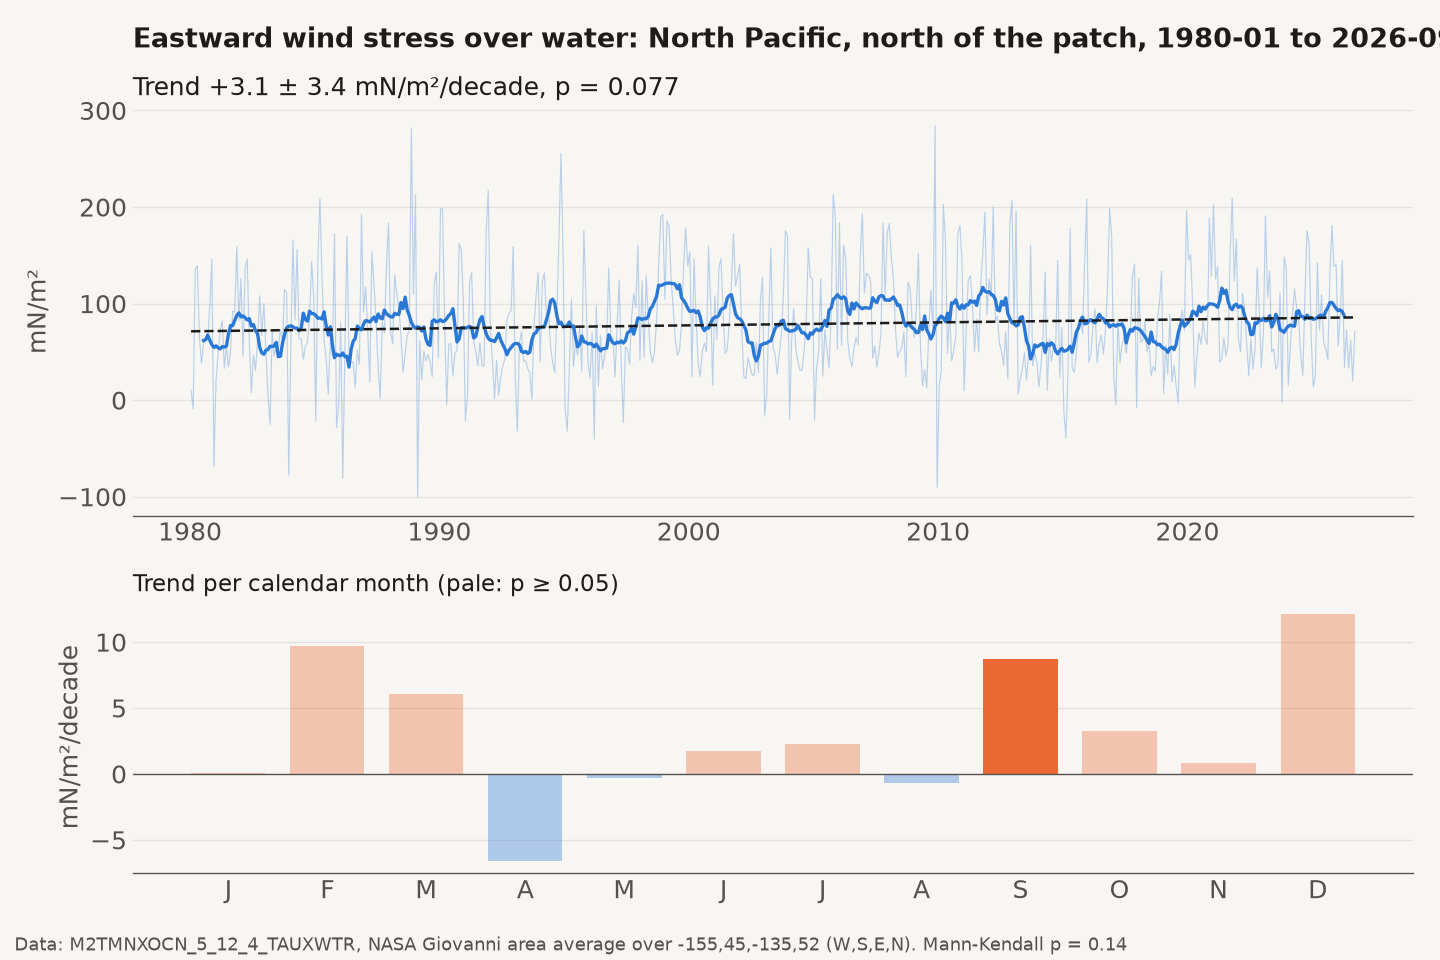 Eastward wind stress over water: North Pacific, north of the patch, 1980-01 to 2026-09
Trend +3.1 ± 3.4 mN/m²/decade, p = 0.077
300
200
100
0
−100
mN/m²
1980 1990 2000 2010 2020
Trend per calendar month (pale: p ≥ 0.05)
10
5
0
−5
mN/m²/decade
J F M A M J J A S O N D
Data: M2TMNXOCN_5_12_4_TAUXWTR, NASA Giovanni area average over -155,45,-135,52 (W,S,E,N). Mann-Kendall p = 0.14